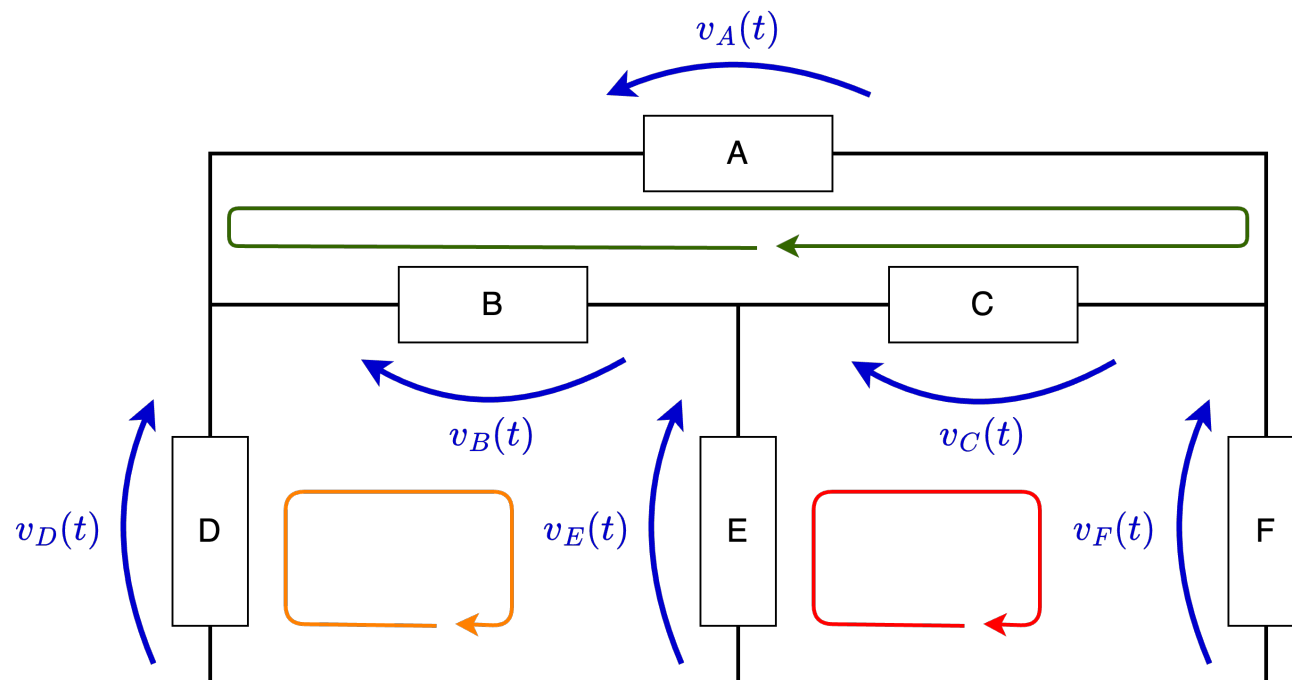 v_A(t)
A
B
C
v_B(t)
v_C(t)
v_D(t)
D
v_E(t)
E
v_F(t)
F